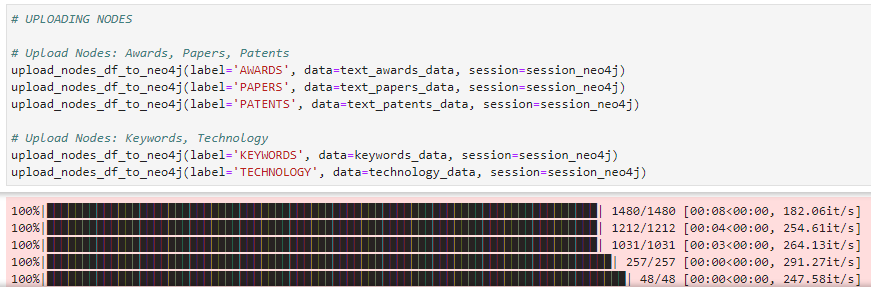 # UPLOADING NODES
# Upload Nodes: Awards, Papers, Patents
upload_nodes_df_to_neo4j(label='AWARDS', data=text_awards_data, session=session_neo4j)
upload_nodes_df_to_neo4j(label='PAPERS', data=text_papers_data, session=session_neo4j)
upload_nodes_df_to_neo4j(label='PATENTS', data=text_patents_data, session=session_neo4j)
# Upload Nodes: Keywords, Technology
upload_nodes_df_to_neo4j(label='KEYWORDS', data=keywords_data, session=session_neo4j)
upload_nodes_df_to_neo4j(label='TECHNOLOGY', data=technology_data, session=session_neo4j)
100%| | 1480/1480 [00:08<00:00, 182.06it/s]
100%| | 1212/1212 [00:04<00:00, 254.61it/s]
100%| | 1031/1031 [00:03<00:00, 264.13it/s]
100%| | 257/257 [00:00<00:00, 291.27it/s]
100%| | 48/48 [00:00<00:00, 247.58it/s]